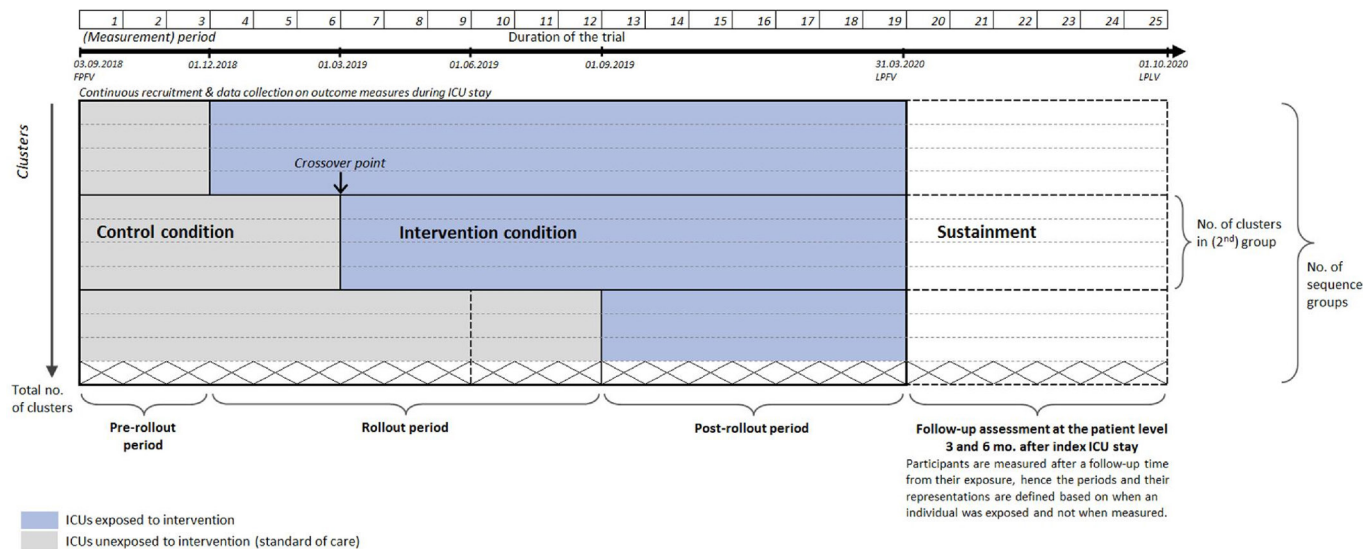 1 2 3 4 5 6 7 8 9 10 11 12 13 14 15 16 17 18 19 20 21 22 23 24 25
(Measurement) period
Duration of the trial
03.09.2018 01.12.2018 01.03.2019 01.06.2019 01.09.2019 31.03.2020 01.10.2020
FPFV LPFV LPLV
Continuous recruitment & data collection on outcome measures during ICU stay
Clusters
Crossover point
Control condition
Intervention condition
Sustainment
No. of clusters
in (2nd) group
No. of
sequence
groups
Total no.
of clusters
Pre-rollout
period
Rollout period
Post-rollout period
Follow-up assessment at the patient level
3 and 6 mo. after index ICU stay
Participants are measured after a follow-up time
from their exposure, hence the periods and their
representations are defined based on when an
individual was exposed and not when measured.
ICUs exposed to intervention
ICUs unexposed to intervention (standard of care)